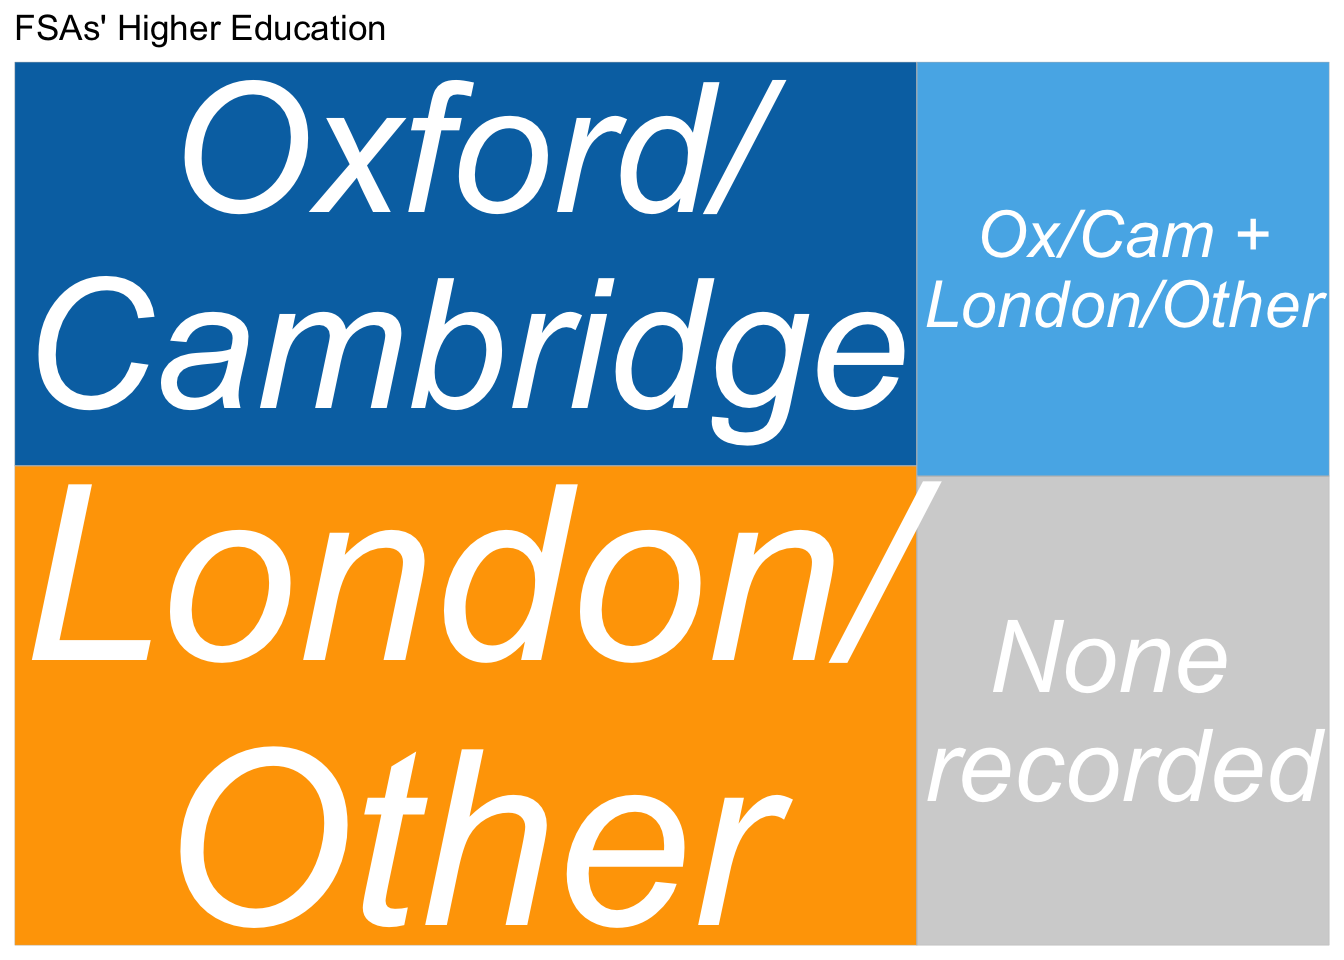 FSAs' Higher Education
Oxford/
Cambridge
Ox/Cam +
London/Other
London/
Other
None
recorded